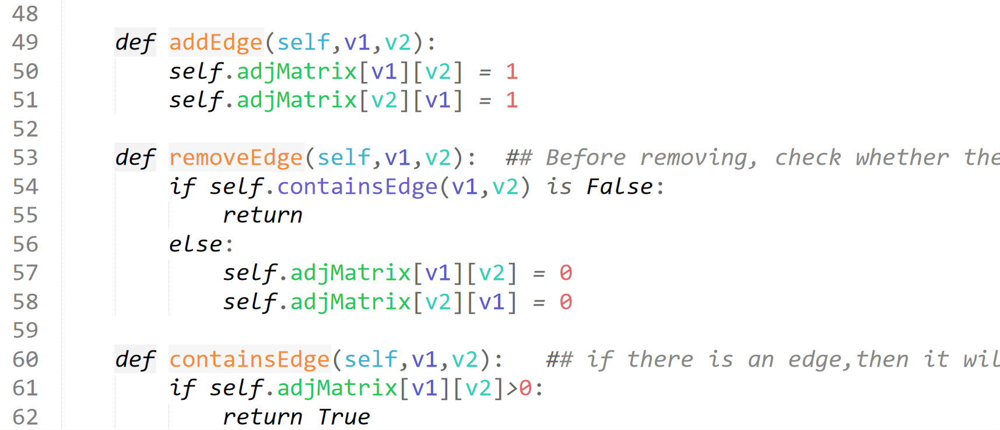 48
49 def addEdge(self,v1,v2):
50 self.adjMatrix[v1][v2] = 1
51 self.adjMatrix[v2][v1] = 1
52
53 def removeEdge(self,v1,v2): ## Before removing, check whether the
54 if self.containsEdge(v1,v2) is False:
55 return
56 else:
57 self.adjMatrix[v1][v2] = 0
58 self.adjMatrix[v2][v1] = 0
59
60 def containsEdge(self,v1,v2): ## if there is an edge,then it wil
61 if self.adjMatrix[v1][v2]>0:
62 return True